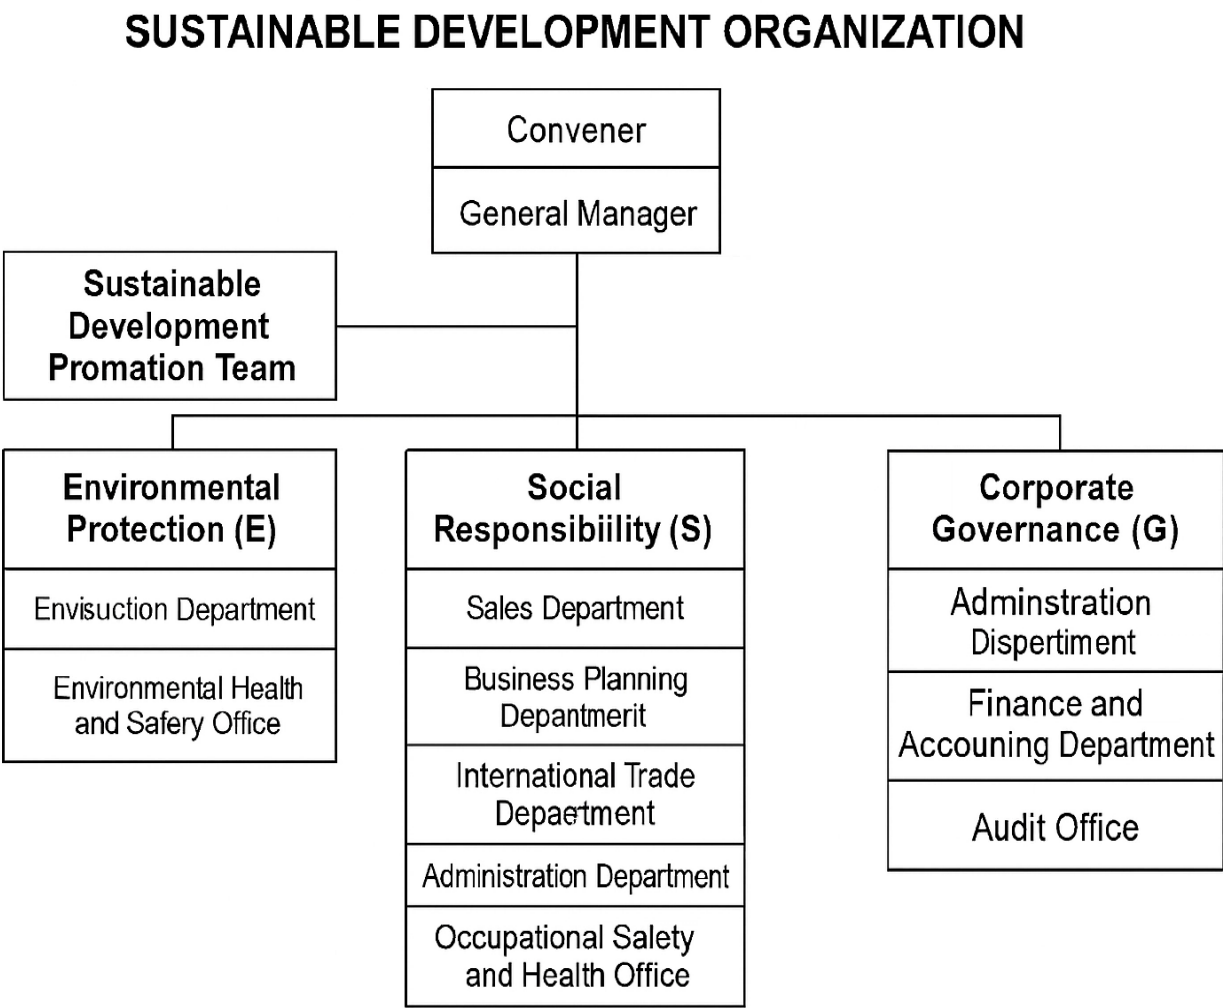 SUSTAINABLE DEVELOPMENT ORGANIZATION
Convener
General Manager
Sustainable
Development
Promation Team
Environmental
Protection (E)
Envisuction Department
Environmental Health
and Safery Office
Social
Responsibiility (S)
Sales Department
Business Planning
Depantmerit
International Trade
Depaetment
Administration Department
Occupational Salety
and Health Office
Corporate
Governance (G)
Adminstration
Dispertiment
Finance and
Accouning Department
Audit Office